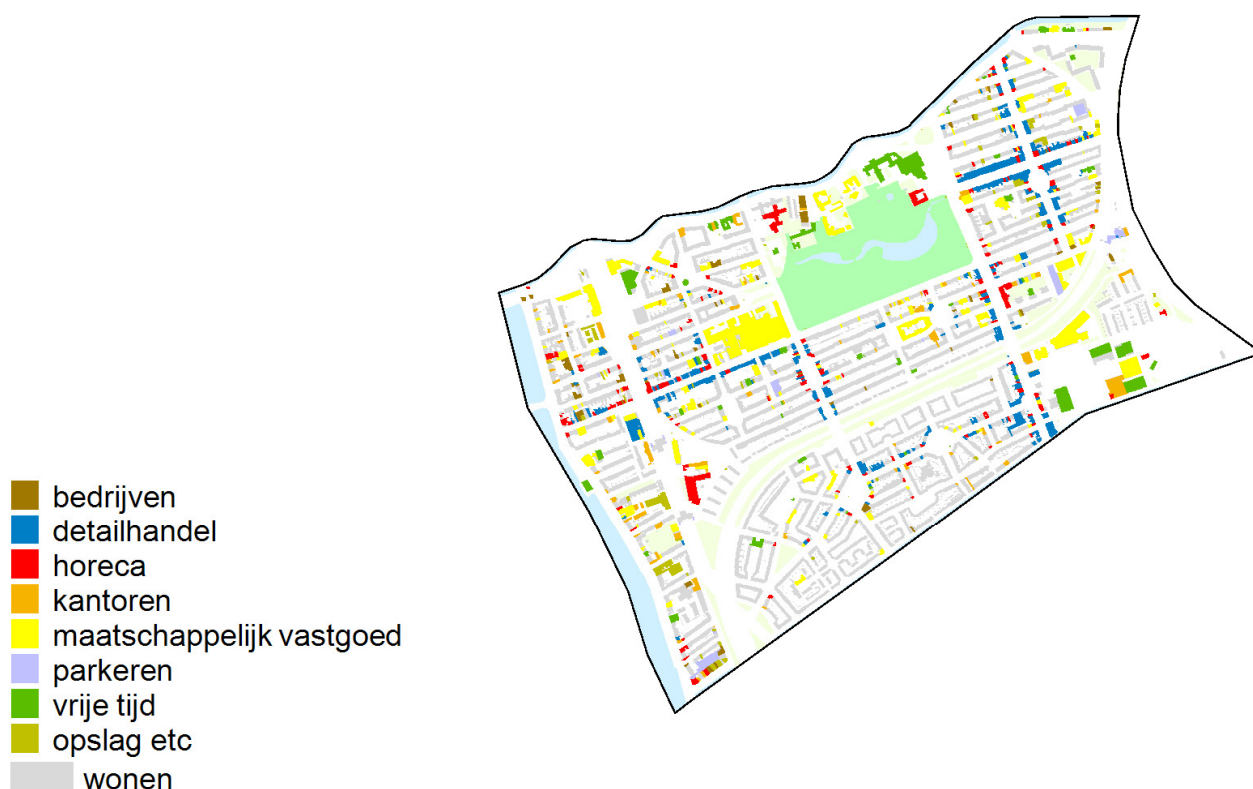 bedrijven
detailhandel
horeca
kantoren
maatschappelijk vastgoed
parkeren
vrije tijd
opslag etc
wonen